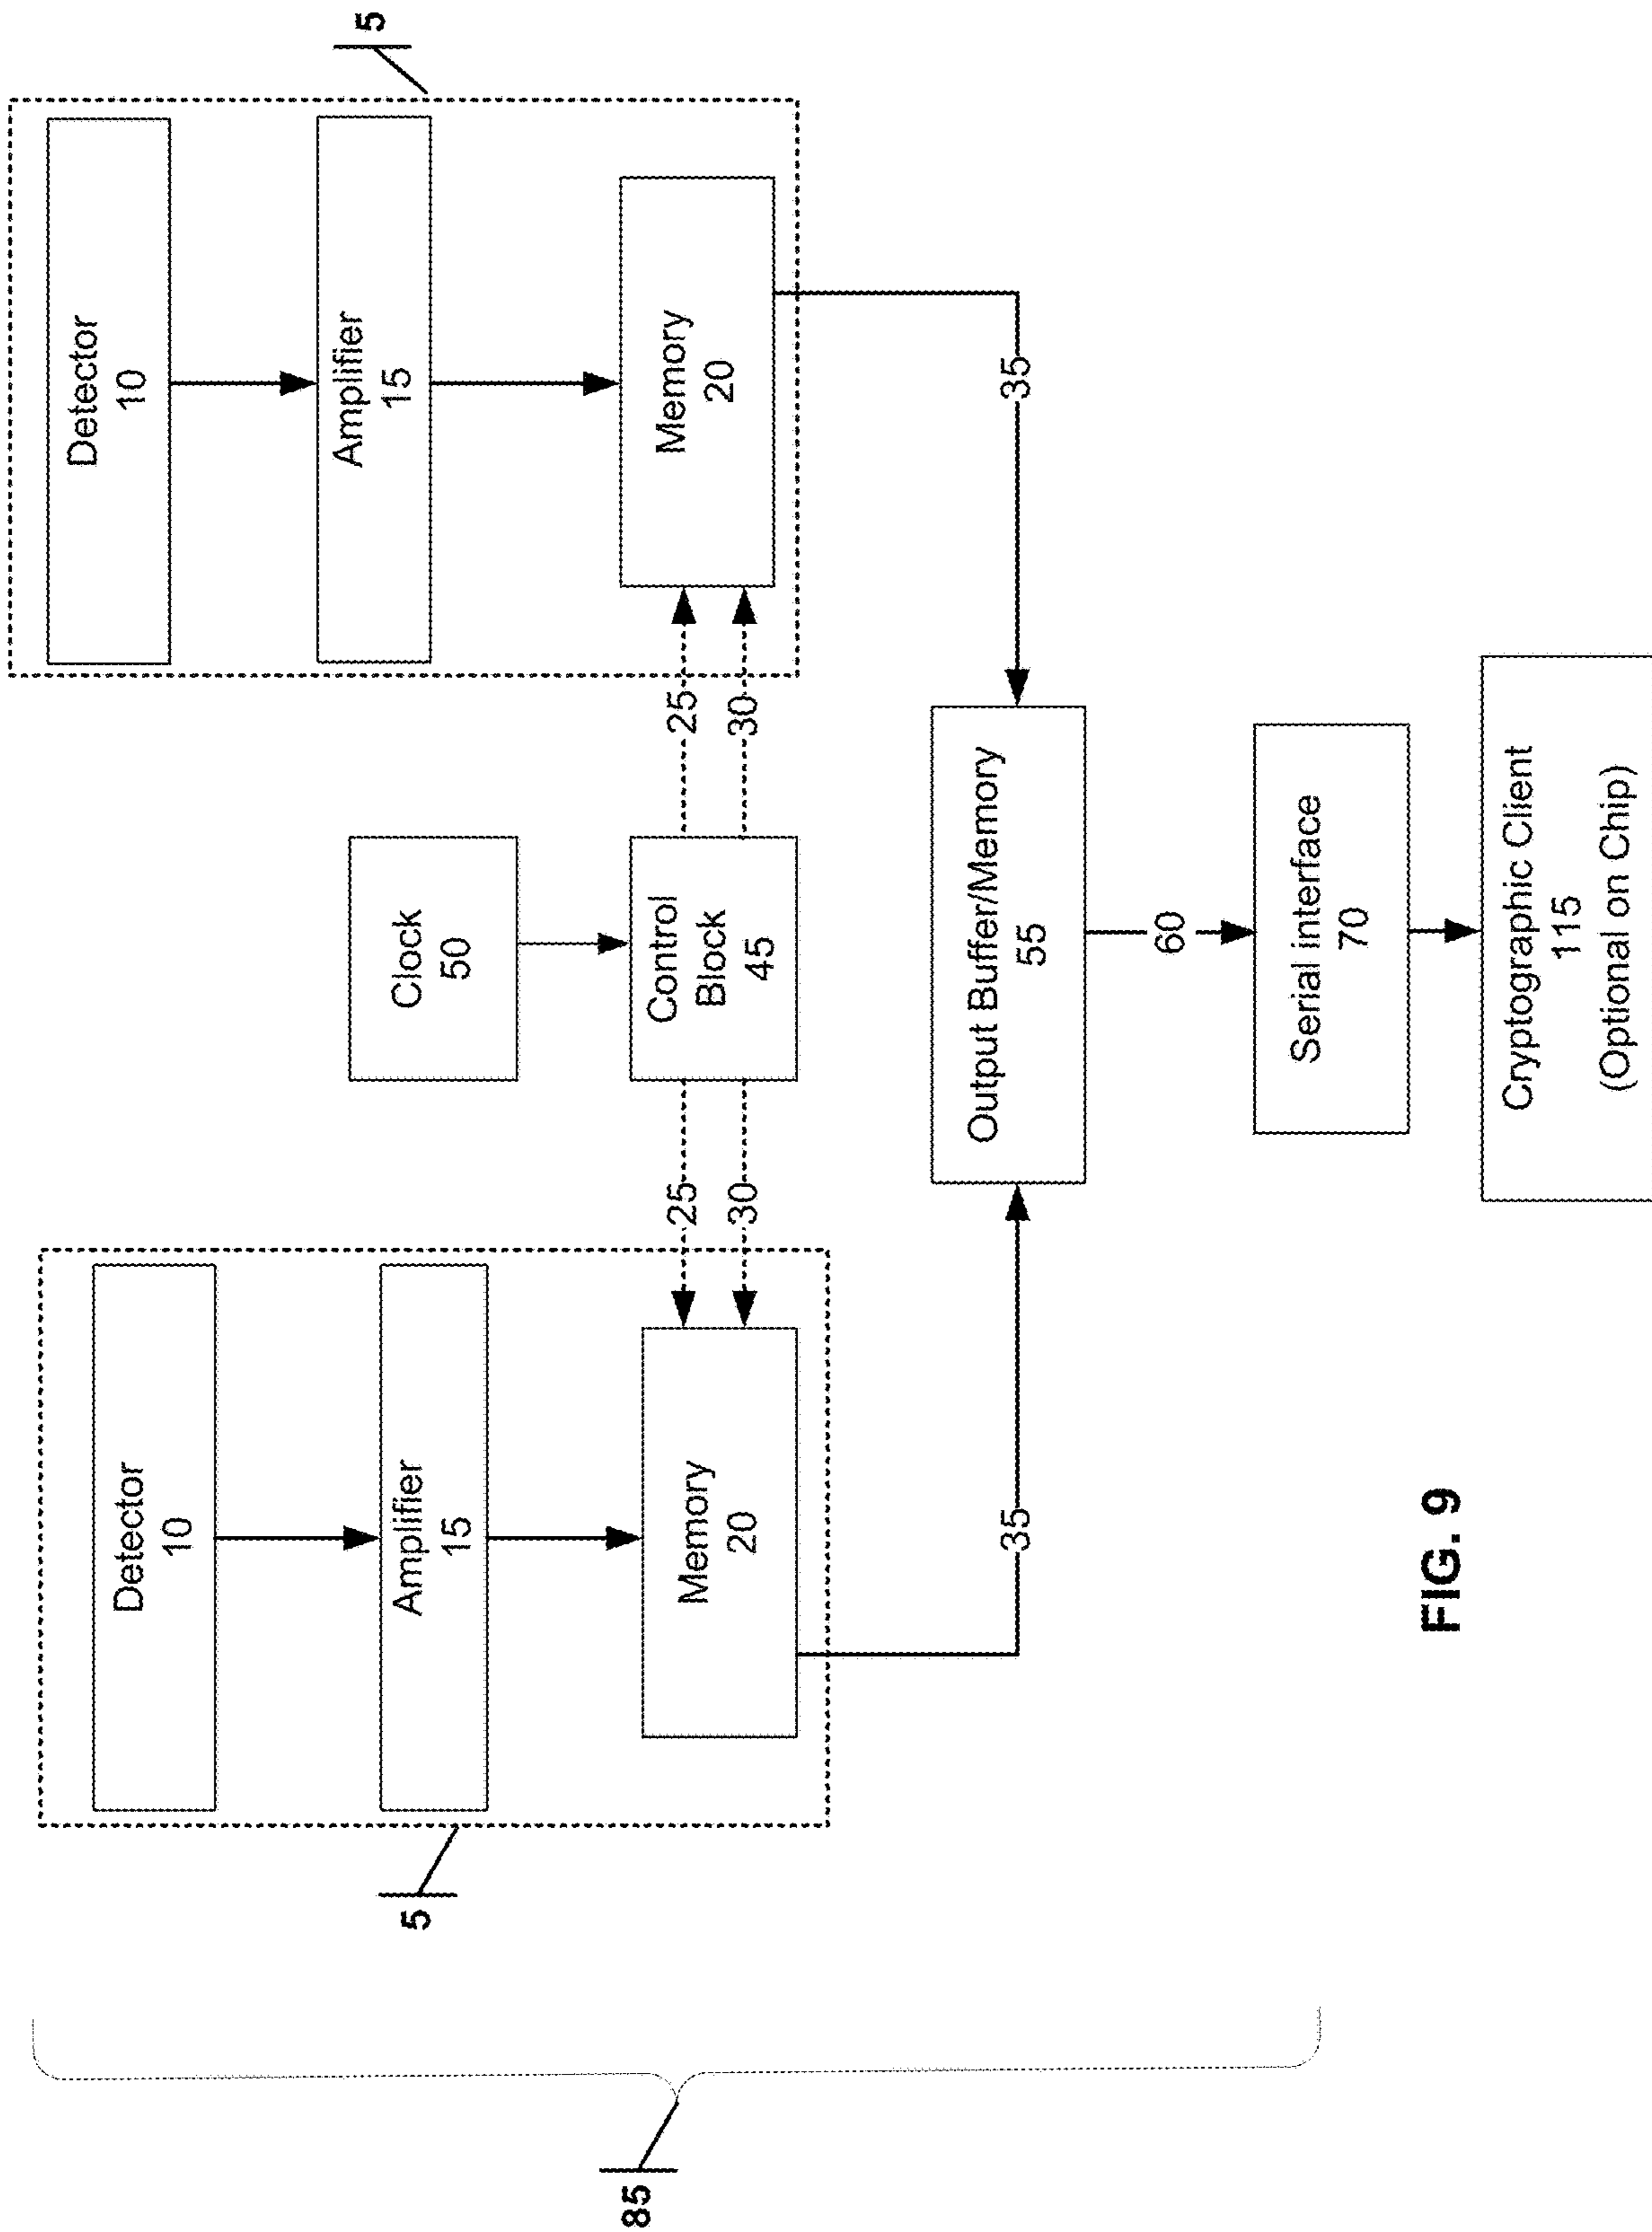 5
Detector
10
Amplifier
15
Memory
20
25
30
Clock
50
Control
Block
45
25
30
5
Detector
10
Amplifier
15
Memory
20
35
35
Output Buffer/Memory
55
60
Serial interface
70
Cryptographic Client
115
(Optional on Chip)
85
FIG. 9